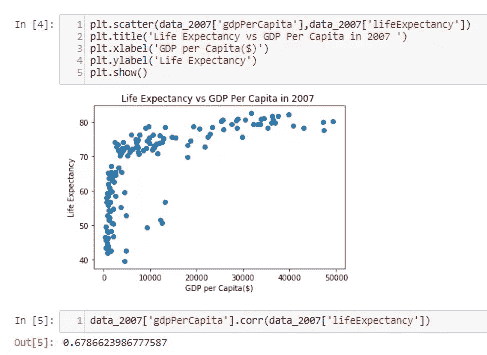 In [4]:
1 plt.scatter(data_2007['gdpPerCapita'],data_2007['lifeExpectancy'])
2 plt.title('Life Expectancy vs GDP Per Capita in 2007 ')
3 plt.xlabel('GDP per Capita($)')
4 plt.ylabel('Life Expectancy')
5 plt.show()
Life Expectancy vs GDP Per Capita in 2007
80
70
60
50
40
Life Expectancy
0 10000 20000 30000 40000 50000
GDP per Capita($)
In [5]:
1 data_2007['gdpPerCapita'].corr(data_2007['lifeExpectancy'])
Out[5]: 0.6786623986777587